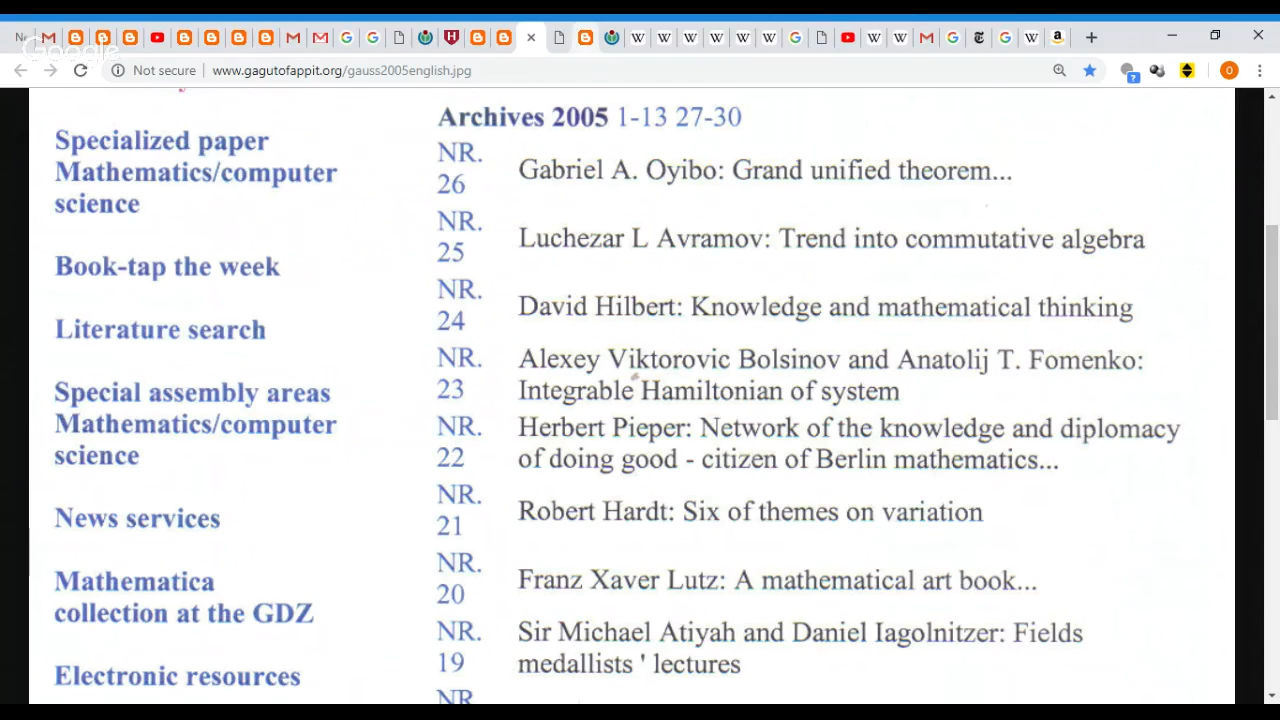 Google
Not secure | www.gagutofappit.org/gauss2005english.jpg
Specialized paper
Mathematics/computer
science
Book-tap the week
Literature search
Special assembly areas
Mathematics/computer
science
News services
Mathematica
collection at the GDZ
Electronic resources
Archives 2005 1-13 27-30
NR.
26
Gabriel A. Oyibo: Grand unified theorem...
NR.
25
Luchezar L Avramov: Trend into commutative algebra
NR.
24
David Hilbert: Knowledge and mathematical thinking
NR.
23
Alexey Viktorovic Bolsinov and Anatolij T. Fomenko:
Integrable Hamiltonian of system
NR.
22
Herbert Pieper: Network of the knowledge and diplomacy
of doing good - citizen of Berlin mathematics...
NR.
21
Robert Hardt: Six of themes on variation
NR.
20
Franz Xaver Lutz: A mathematical art book...
NR.
19
Sir Michael Atiyah and Daniel Iagolnitzer: Fields
medallists ' lectures
NR